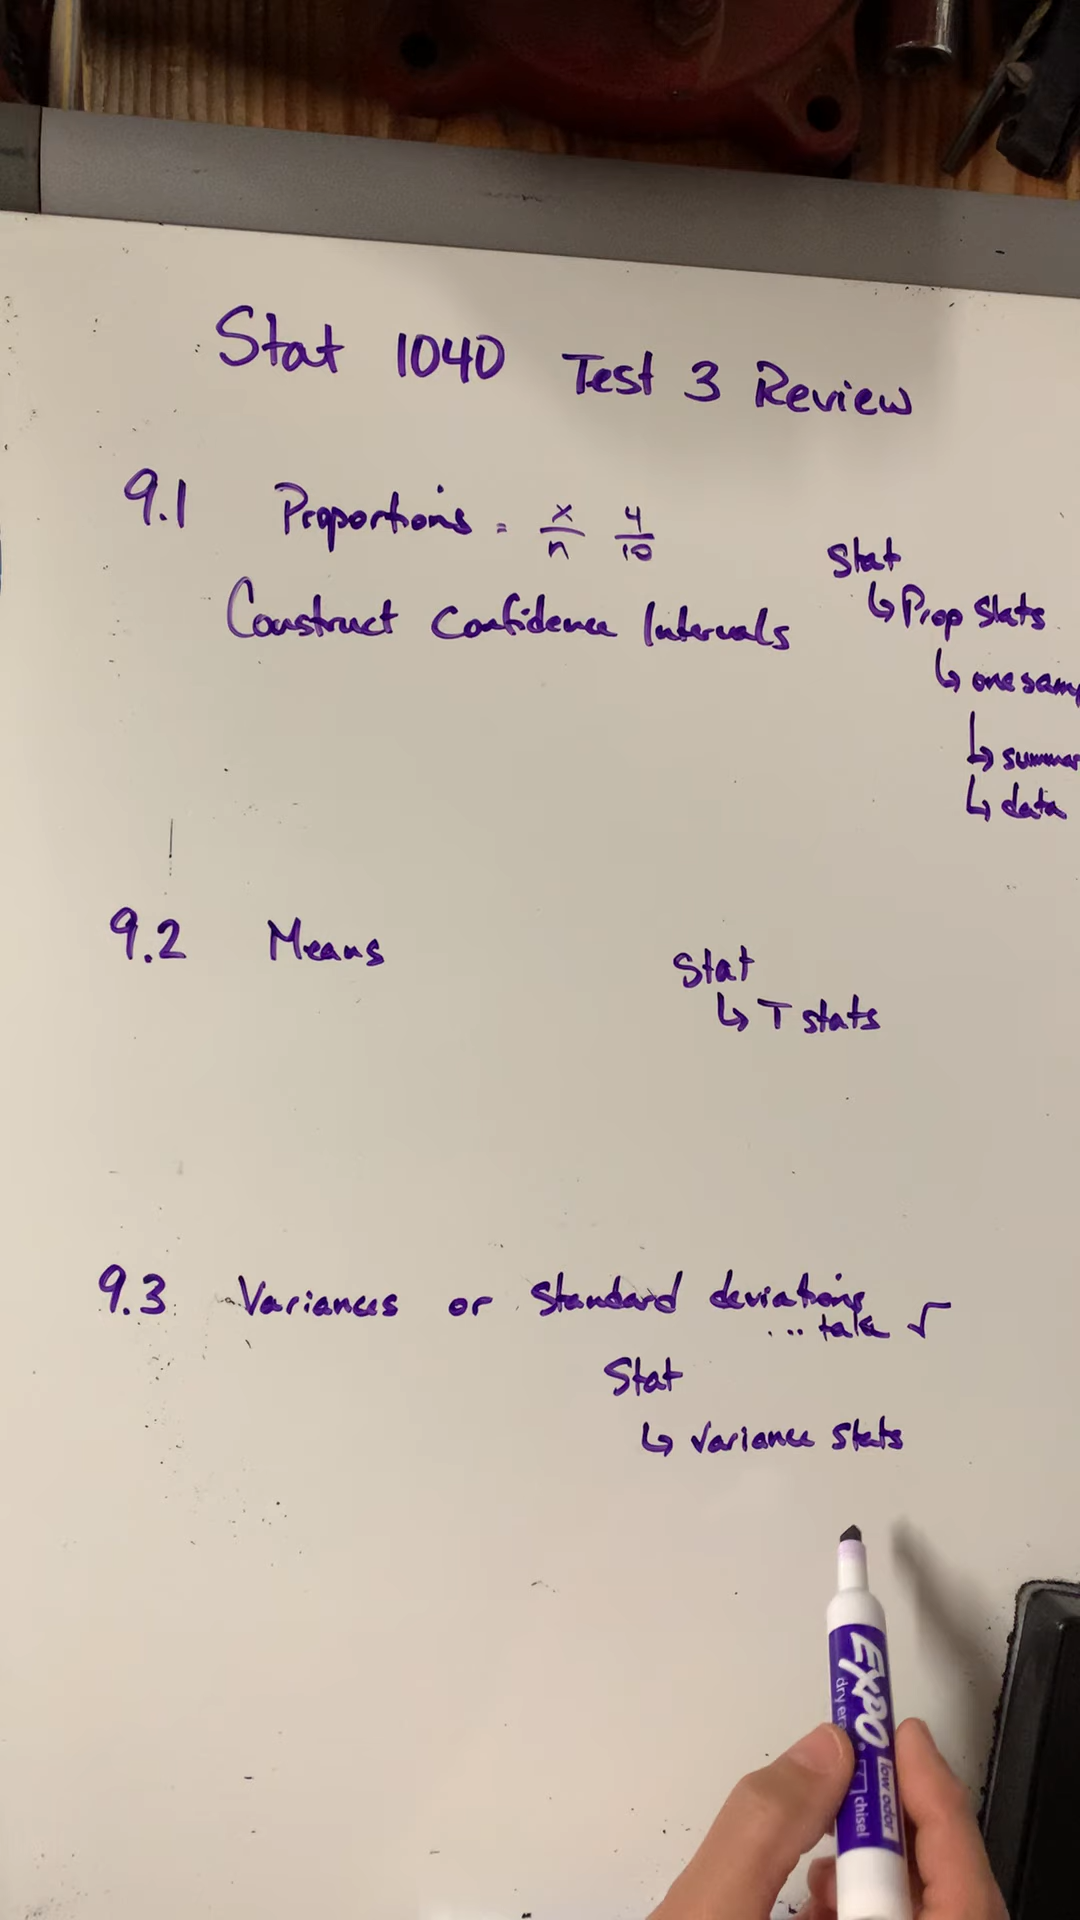 Stat 1040 Test 3 Review
9.1 Proportions = x/n 4/10
Construct Confidence Intervals
Stat
↳ Prop Stats
↳ one samp
↳ summar
↳ data
9.2 Means
Stat
↳ T stats
9.3 Variances or Standard deviations
... take √
Stat
↳ Variance Stats
EXPO
low odor
dry era
chisel